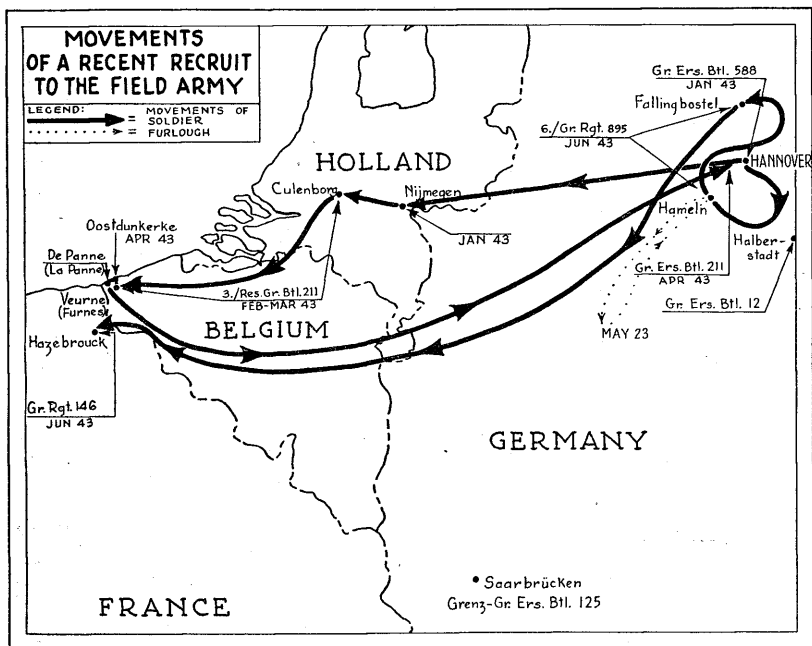 MOVEMENTS
OF A RECENT RECRUIT
TO THE FIELD ARMY
LEGEND:
= MOVEMENTS OF
SOLDIER
= FURLOUGH
Gr. Ers. Btl. 588
JAN 43
Fallingbostel
6./Gr. Rgt. 895
JUN 43
HANNOVER
HOLLAND
Culenborg
Nijmegen
Hameln
JAN 43
Halber-
stadt
Oostdunkerke
APR 43
De Panne
(La Panne)
3./Res. Gr. Btl. 211
FEB-MAR 43
Gr. Ers. Btl. 211
APR 43
Gr. Ers. Btl. 12
Veurne
(Furnes)
BELGIUM
MAY 23
Hazebrouck
Gr. Rgt. 146
JUN 43
GERMANY
Saarbrücken
Grenz-Gr. Ers. Btl. 125
FRANCE